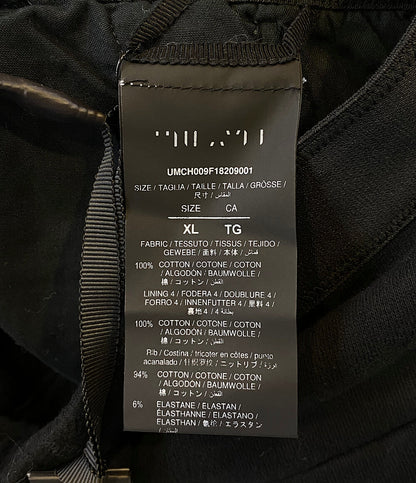 UMCH009F18209001
SIZE / TAGLIA / TAILLE / TALLA / GRÖSSE /
尺寸 / المقاس /
SIZE CA
XL TG
FABRIC / TESSUTO / TISSUS / TEJIDO /
GEWEBE / 面料 / 本体 / قماش /
100% COTTON / COTONE / COTON
/ ALGODÓN / BAUMWOLLE /
棉 / コットン / القطن /
LINING 4 / FODERA 4 / DOUBLURE 4 /
FORRO 4 / INNENFUTTER 4 / 里料 4 /
裏地 4 / بطانة 4 /
100% COTTON / COTONE / COTON
/ ALGODÓN / BAUMWOLLE /
棉 / コットン / القطن /
Rib / Costina / tricoter en côtes / punto
acanalado / 针织罗纹 / ニットリブ /
94% COTTON / COTONE / COTON
/ ALGODÓN / BAUMWOLLE /
棉 / コットン / القطن /
6% ELASTANE / ELASTAN /
ÉLASTHANNE / ELASTANO /
ELASTHAN / 氨纶 / エラスタン /